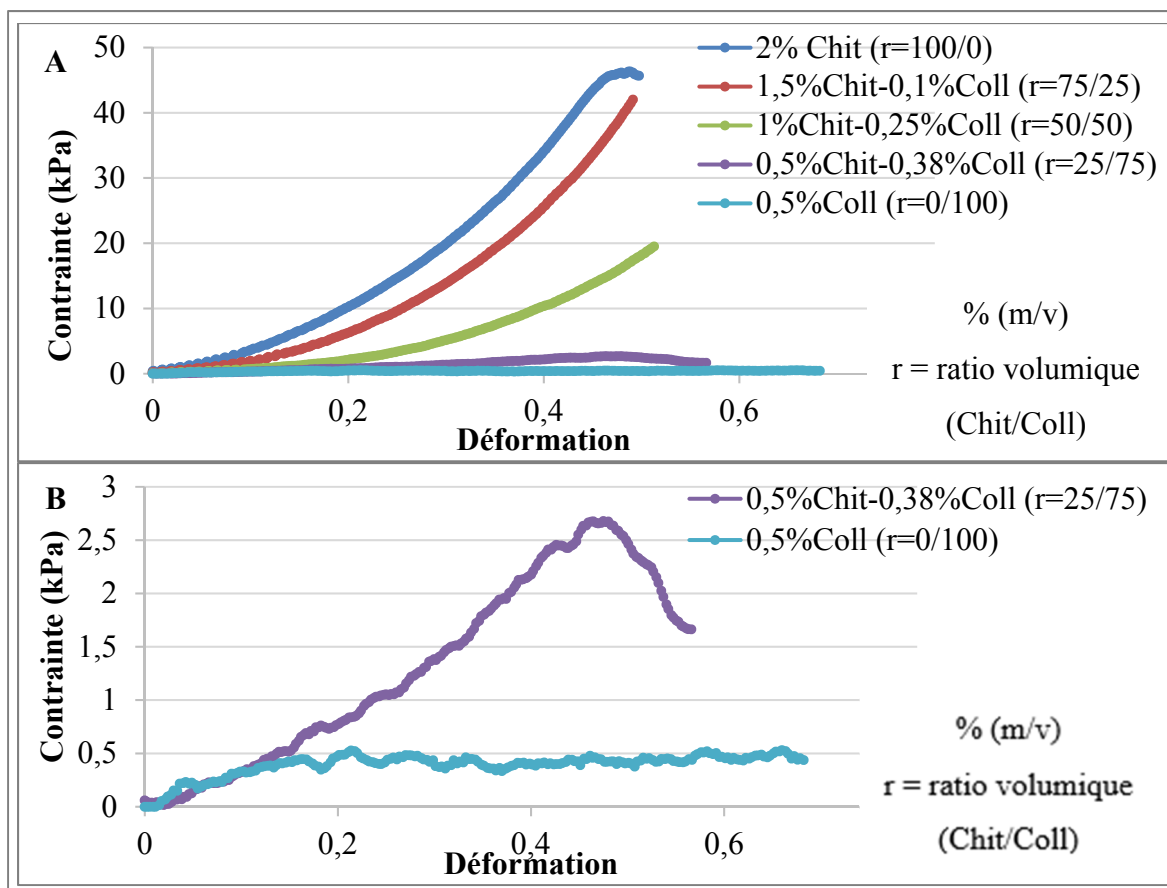 A
50
40
30
20
10
0
Contrainte (kPa)
2% Chit (r=100/0)
1,5%Chit-0,1%Coll (r=75/25)
1%Chit-0,25%Coll (r=50/50)
0,5%Chit-0,38%Coll (r=25/75)
0,5%Coll (r=0/100)
% (m/v)
r = ratio volumique
(Chit/Coll)
0 0,2 0,4 0,6
Déformation
B
3
2,5
2
1,5
1
0,5
0
Contrainte (kPa)
0,5%Chit-0,38%Coll (r=25/75)
0,5%Coll (r=0/100)
% (m/v)
r = ratio volumique
(Chit/Coll)
0 0,2 0,4 0,6
Déformation